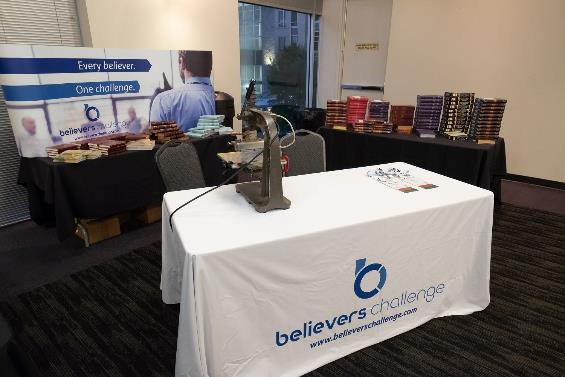 Every believer.
One challenge.
b
believers challenge
b
believers challenge
www.believerschallenge.com